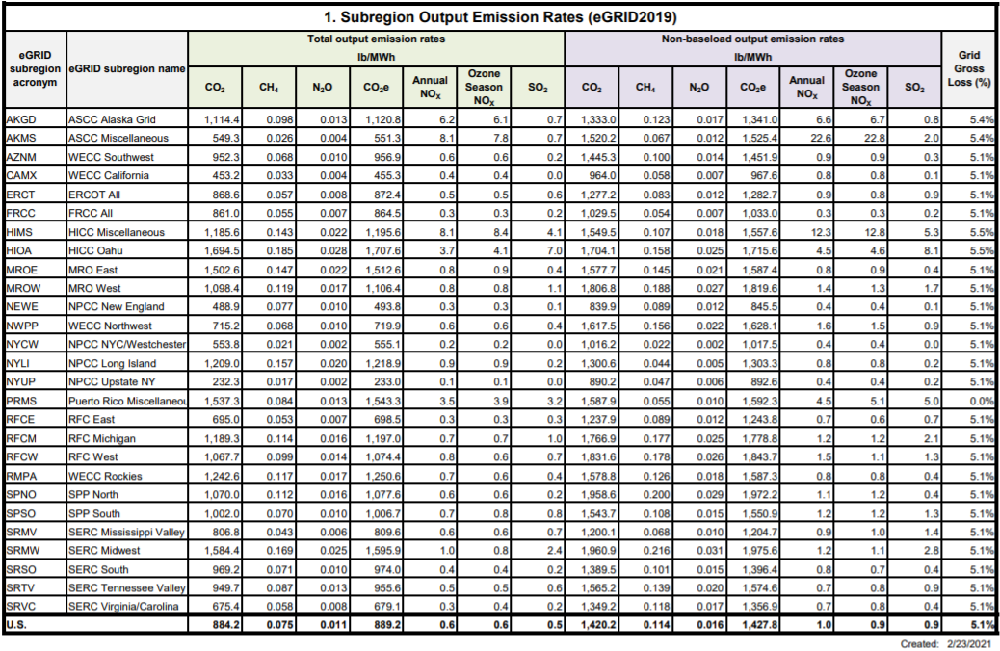 1. Subregion Output Emission Rates (eGRID2019)
eGRID subregion acronym eGRID subregion name Total output emission rates Non-baseload output emission rates Grid Gross Loss (%)
lb/MWh lb/MWh
CO₂ CH₄ N₂O CO₂e Annual NOₓ Ozone Season NOₓ SO₂ CO₂ CH₄ N₂O CO₂e Annual NOₓ Ozone Season NOₓ SO₂
AKGD ASCC Alaska Grid 1,114.4 0.098 0.013 1,120.8 6.2 6.1 0.7 1,333.0 0.123 0.017 1,341.0 6.6 6.7 0.8 5.4%
AKMS ASCC Miscellaneous 549.3 0.026 0.004 551.3 8.1 7.8 0.7 1,520.2 0.067 0.012 1,525.4 22.6 22.8 2.0 5.4%
AZNM WECC Southwest 952.3 0.068 0.010 956.9 0.6 0.6 0.2 1,445.3 0.100 0.014 1,451.9 0.9 0.9 0.3 5.1%
CAMX WECC California 453.2 0.033 0.004 455.3 0.4 0.4 0.0 964.0 0.058 0.007 967.6 0.8 0.8 0.1 5.1%
ERCT ERCOT All 868.6 0.057 0.008 872.4 0.5 0.5 0.6 1,277.2 0.083 0.012 1,282.7 0.9 0.8 0.9 5.1%
FRCC FRCC All 861.0 0.055 0.007 864.5 0.3 0.3 0.2 1,029.5 0.054 0.007 1,033.0 0.3 0.3 0.2 5.1%
HIMS HICC Miscellaneous 1,185.6 0.143 0.022 1,195.6 8.1 8.4 4.1 1,549.5 0.107 0.018 1,557.6 12.3 12.8 5.3 5.5%
HIOA HICC Oahu 1,694.5 0.185 0.028 1,707.6 3.7 4.1 7.0 1,704.1 0.158 0.025 1,715.6 4.5 4.6 8.1 5.5%
MROE MRO East 1,502.6 0.147 0.022 1,512.6 0.8 0.9 0.4 1,577.7 0.145 0.021 1,587.4 0.8 0.9 0.4 5.1%
MROW MRO West 1,098.4 0.119 0.017 1,106.4 0.8 0.8 1.1 1,806.8 0.188 0.027 1,819.6 1.4 1.3 1.7 5.1%
NEWE NPCC New England 488.9 0.077 0.010 493.8 0.3 0.3 0.1 839.9 0.089 0.012 845.5 0.4 0.4 0.1 5.1%
NWPP WECC Northwest 715.2 0.068 0.010 719.9 0.6 0.6 0.4 1,617.5 0.156 0.022 1,628.1 1.6 1.5 0.9 5.1%
NYCW NPCC NYC/Westchester 553.8 0.021 0.002 555.1 0.2 0.2 0.0 1,016.2 0.022 0.002 1,017.5 0.4 0.4 0.0 5.1%
NYLI NPCC Long Island 1,209.0 0.157 0.020 1,218.9 0.9 0.9 0.2 1,300.6 0.044 0.005 1,303.3 0.8 0.8 0.2 5.1%
NYUP NPCC Upstate NY 232.3 0.017 0.002 233.0 0.1 0.1 0.0 890.2 0.047 0.006 892.6 0.4 0.4 0.2 5.1%
PRMS Puerto Rico Miscellaneou 1,537.3 0.084 0.013 1,543.3 3.5 3.9 3.2 1,587.9 0.055 0.010 1,592.3 4.5 5.1 5.0 0.0%
RFCE RFC East 695.0 0.053 0.007 698.5 0.3 0.3 0.3 1,237.9 0.089 0.012 1,243.8 0.7 0.6 0.7 5.1%
RFCM RFC Michigan 1,189.3 0.114 0.016 1,197.0 0.7 0.7 1.0 1,766.9 0.177 0.025 1,778.8 1.2 1.2 2.1 5.1%
RFCW RFC West 1,067.7 0.099 0.014 1,074.4 0.8 0.6 0.7 1,831.6 0.178 0.026 1,843.3 1.5 1.1 1.3 5.1%
RMPA WECC Rockies 1,242.6 0.117 0.017 1,250.6 0.7 0.6 0.4 1,578.8 0.126 0.018 1,587.3 0.8 0.8 0.4 5.1%
SPNO SPP North 1,070.0 0.112 0.016 1,077.6 0.6 0.6 0.2 1,958.6 0.200 0.029 1,972.2 1.1 1.2 0.4 5.1%
SPSO SPP South 1,002.0 0.070 0.010 1,006.7 0.7 0.8 0.8 1,543.7 0.108 0.015 1,550.9 1.2 1.2 1.3 5.1%
SRMV SERC Mississippi Valley 806.8 0.043 0.006 809.6 0.6 0.6 0.7 1,200.1 0.068 0.010 1,204.7 0.9 1.0 1.4 5.1%
SRMW SERC Midwest 1,584.4 0.169 0.025 1,595.9 1.0 0.8 2.4 1,960.9 0.216 0.031 1,975.6 1.2 1.1 2.8 5.1%
SRSO SERC South 969.2 0.071 0.010 974.0 0.4 0.4 0.2 1,389.5 0.101 0.015 1,396.4 0.8 0.7 0.4 5.1%
SRTV SERC Tennessee Valley 949.7 0.087 0.013 955.6 0.5 0.5 0.6 1,565.2 0.139 0.020 1,574.6 0.7 0.8 0.9 5.1%
SRVC SERC Virginia/Carolina 675.4 0.058 0.008 679.1 0.3 0.4 0.2 1,349.2 0.118 0.017 1,356.9 0.7 0.8 0.4 5.1%
U.S. 884.2 0.075 0.011 889.2 0.6 0.6 0.5 1,420.2 0.114 0.016 1,427.8 1.0 0.9 0.9 5.1%
Created: 2/23/2021